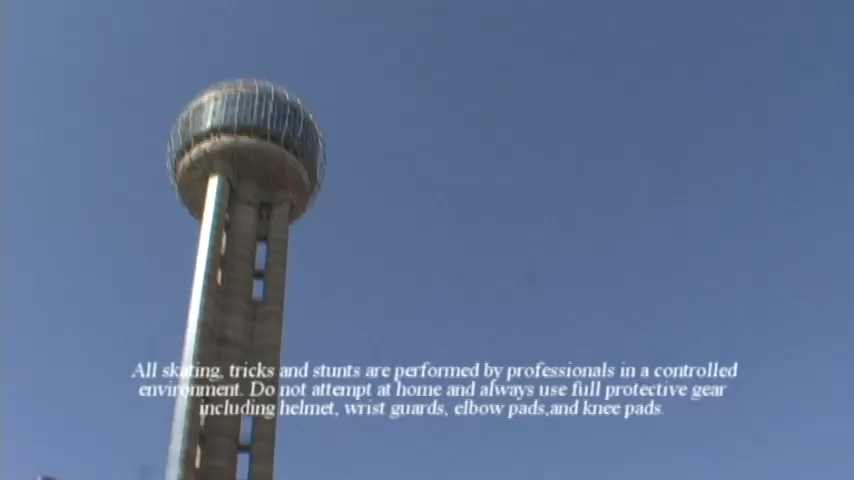 All skating, tricks and stunts are performed by professionals in a controlled
environment. Do not attempt at home and always use full protective gear
including helmet, wrist guards, elbow pads,and knee pads.